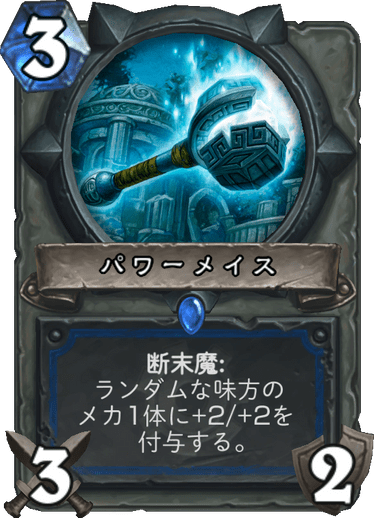 3
パワーメイス
断末魔:
ランダムな味方の
メカ1体に+2/+2を
付与する。
3
2